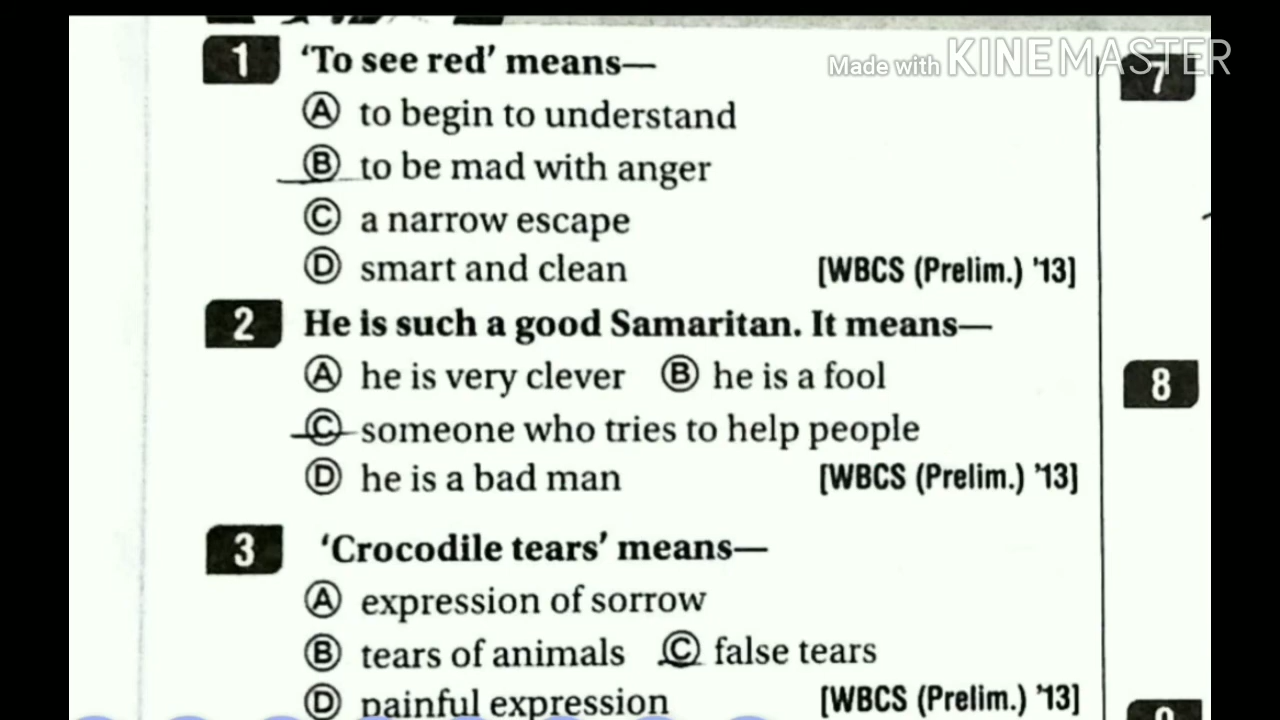 Made with KINEMASTER
1 ‘To see red’ means—
Ⓐ to begin to understand
Ⓑ to be mad with anger
Ⓒ a narrow escape
Ⓓ smart and clean [WBCS (Prelim.) ’13]
2 He is such a good Samaritan. It means—
Ⓐ he is very clever Ⓑ he is a fool
Ⓒ someone who tries to help people
Ⓓ he is a bad man [WBCS (Prelim.) ’13]
3 ‘Crocodile tears’ means—
Ⓐ expression of sorrow
Ⓑ tears of animals Ⓒ false tears
Ⓓ painful expression [WBCS (Prelim.) ’13]
7
8